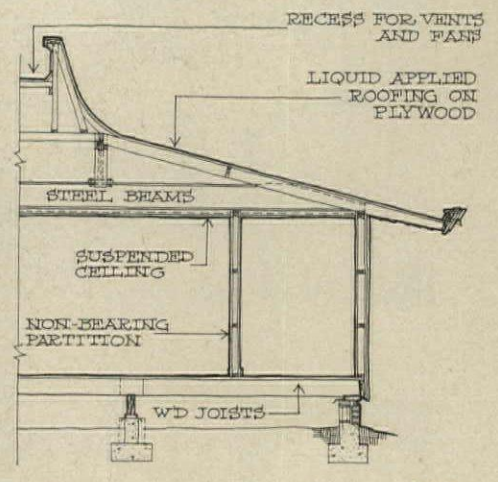 RECESS FOR VENTS
AND FANS
LIQUID APPLIED
ROOFING ON
PLYWOOD
STEEL BEAMS
SUSPENDED
CEILING
NON-BEARING
PARTITION
WD JOISTS